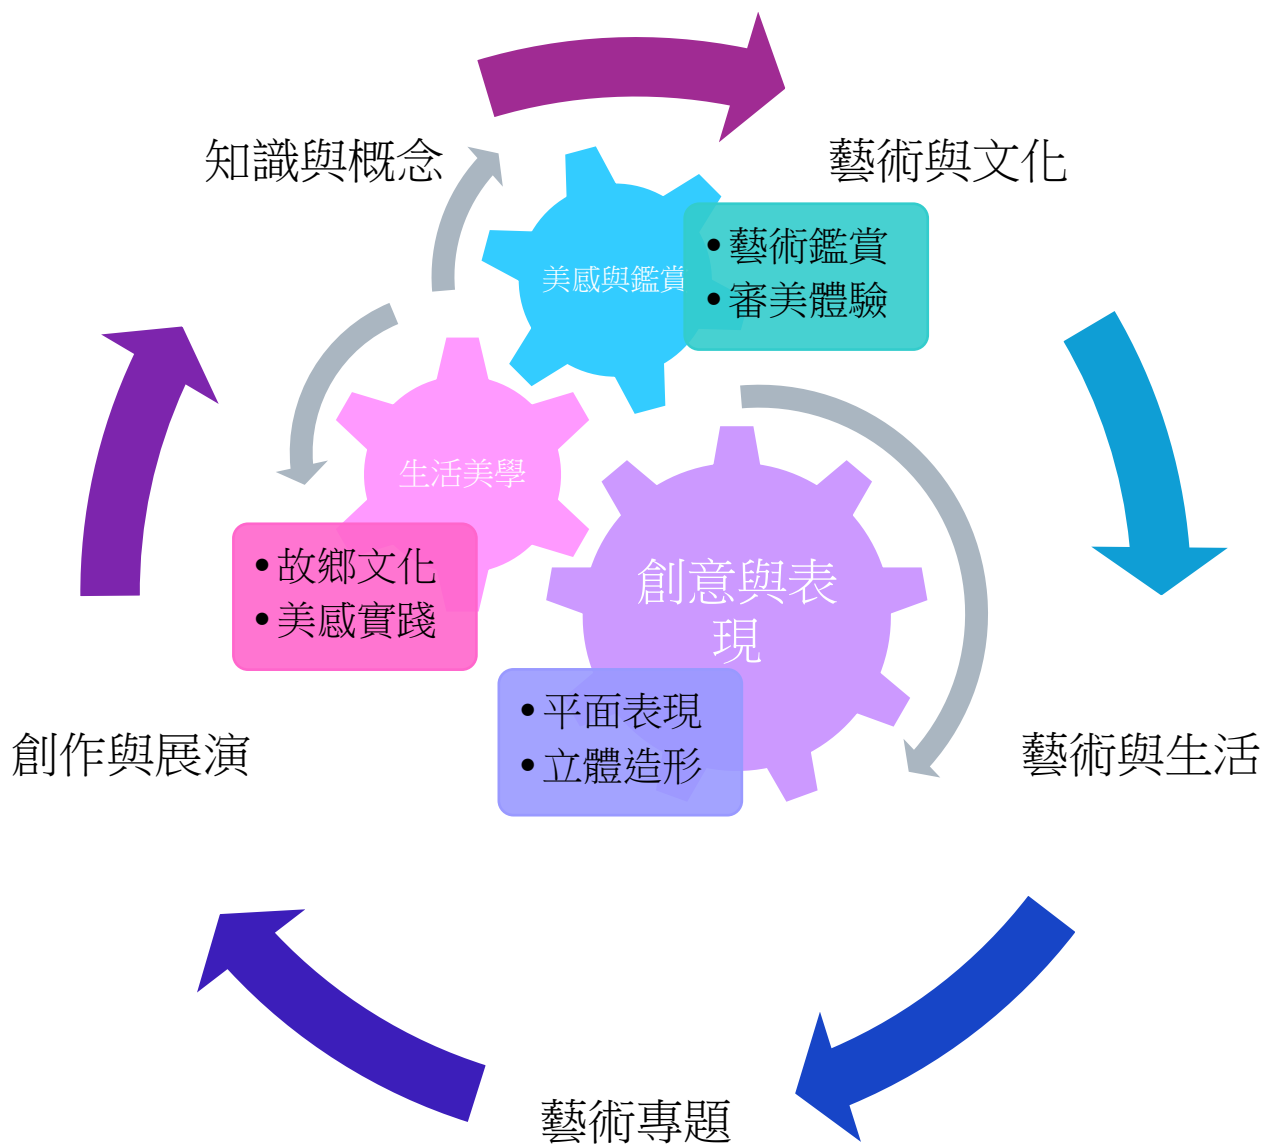 知識與概念
藝術與文化
美感與鑑賞
•藝術鑑賞
•審美體驗
生活美學
•故鄉文化
•美感實踐
創意與表
現
•平面表現
•立體造形
創作與展演
藝術與生活
藝術專題